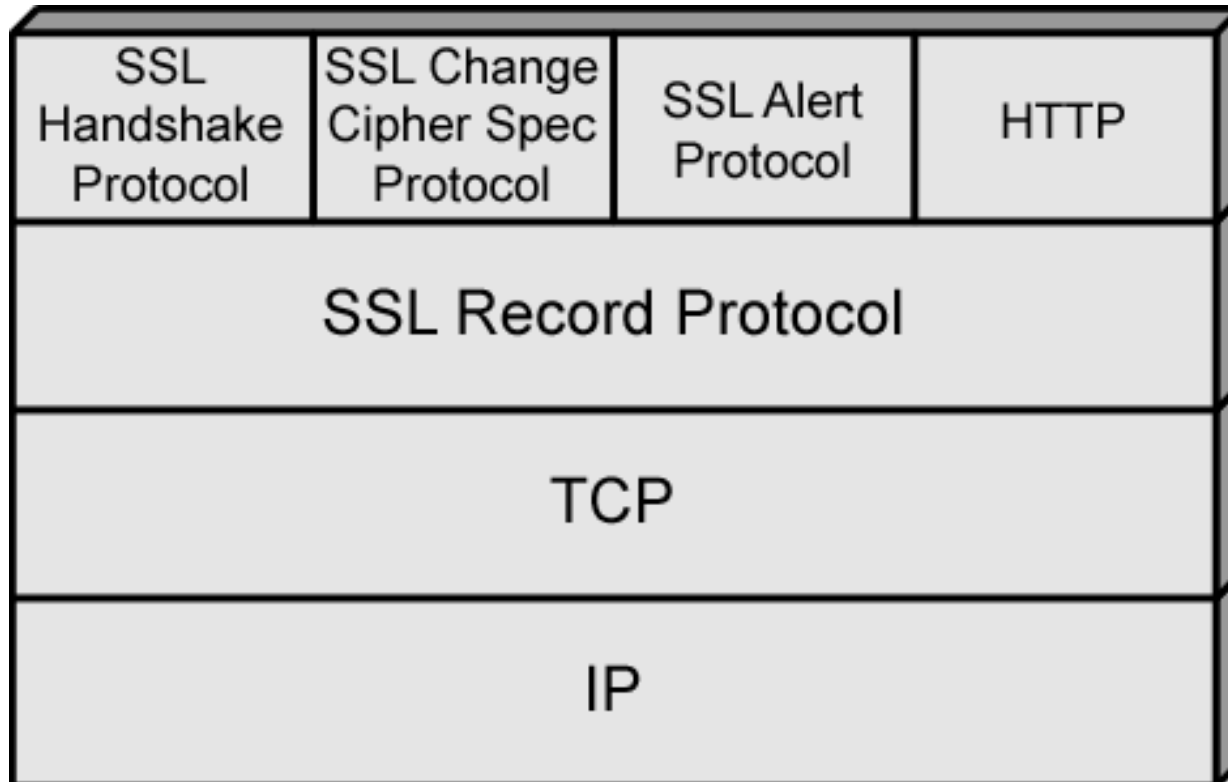 SSL
Handshake
Protocol
SSL Change
Cipher Spec
Protocol
SSL Alert
Protocol
HTTP
SSL Record Protocol
TCP
IP